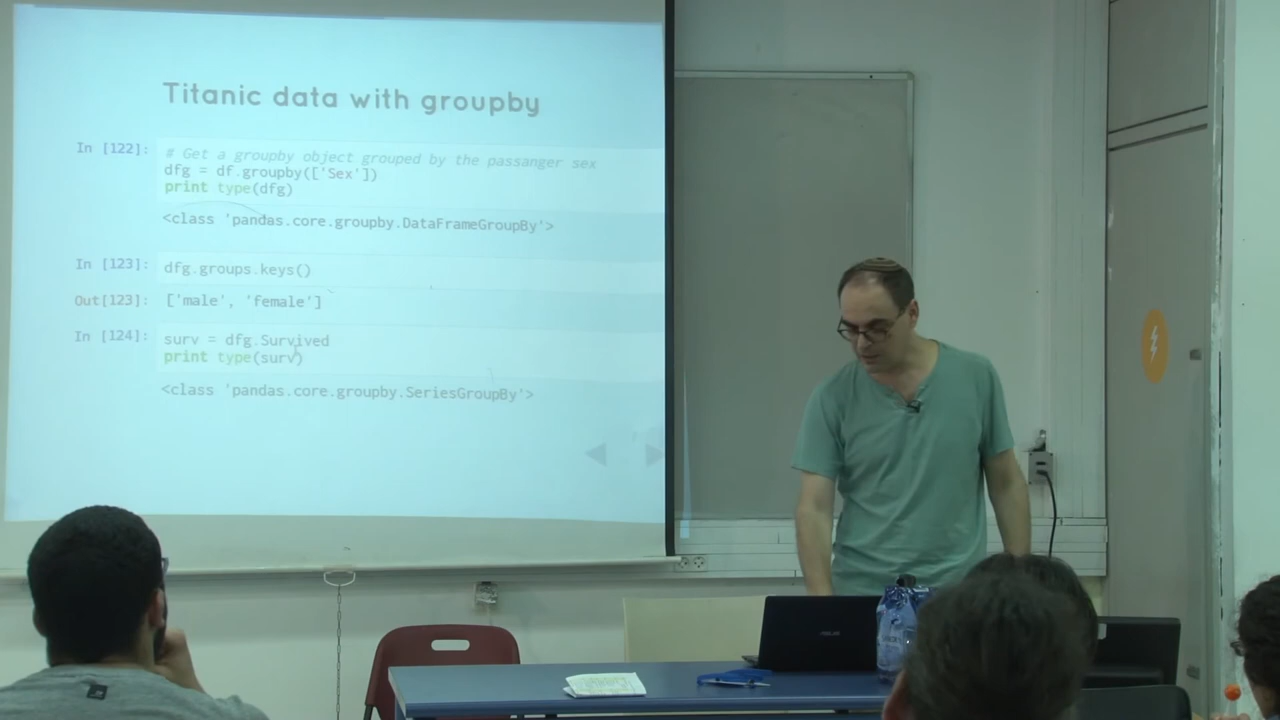 Titanic data with groupby
In [122]: # Get a groupby object grouped by the passanger sex
dfg = df.groupby(['Sex'])
print type(dfg)
<class 'pandas.core.groupby.DataFrameGroupBy'>
In [123]: dfg.groups.keys()
Out[123]: ['male', 'female']
In [124]: surv = dfg.Survived
print type(surv)
<class 'pandas.core.groupby.SeriesGroupBy'>
ASUS